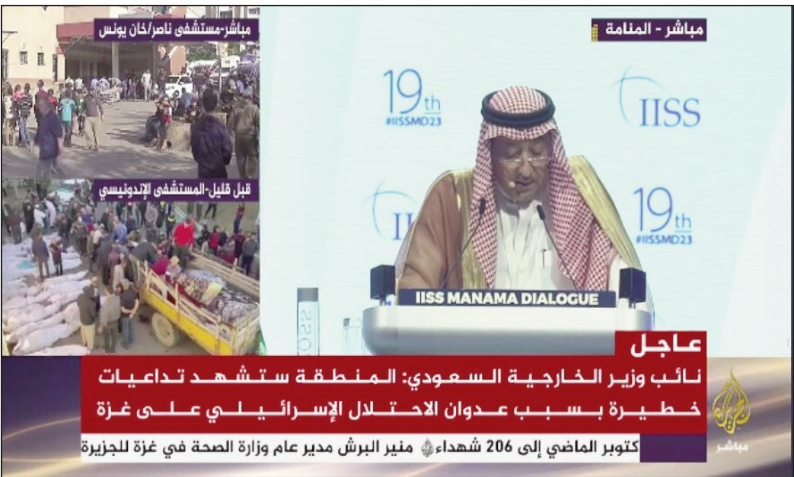 مباشر-مستشفى ناصر/خان يونس
مباشر - المنامة
19th
#IISSMD23
IISS
قبل قليل-المستشفى الإندونيسي
19th
#IISSMD23
IISS MANAMA DIALOGUE
عاجل
نائب وزير الخارجية السعودي: المنطقة ستشهد تداعيات
خطيرة بسبب عدوان الاحتلال الإسرائيلي على غزة
كتوبر الماضي إلى 206 شهداء منير البرش مدير عام وزارة الصحة في غزة للجزيرة
الجزيرة
مباشر